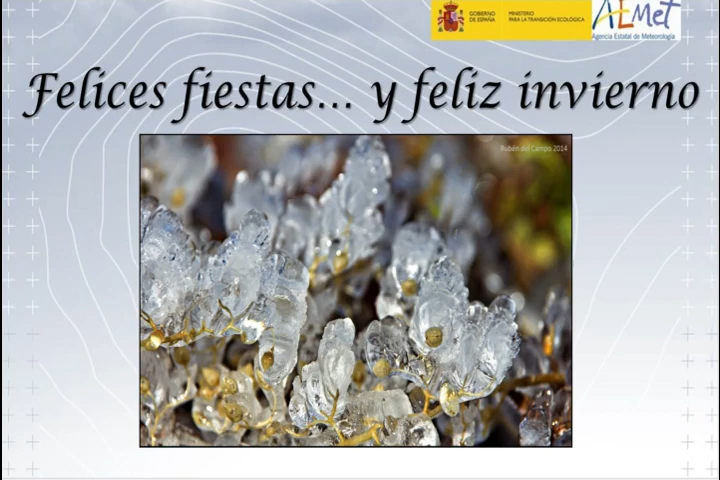 GOBIERNO
DE ESPAÑA
MINISTERIO
PARA LA TRANSICIÓN ECOLÓGICA
AEMet
Agencia Estatal de Meteorología
Felices fiestas... y feliz invierno
Rubén del Campo 2014